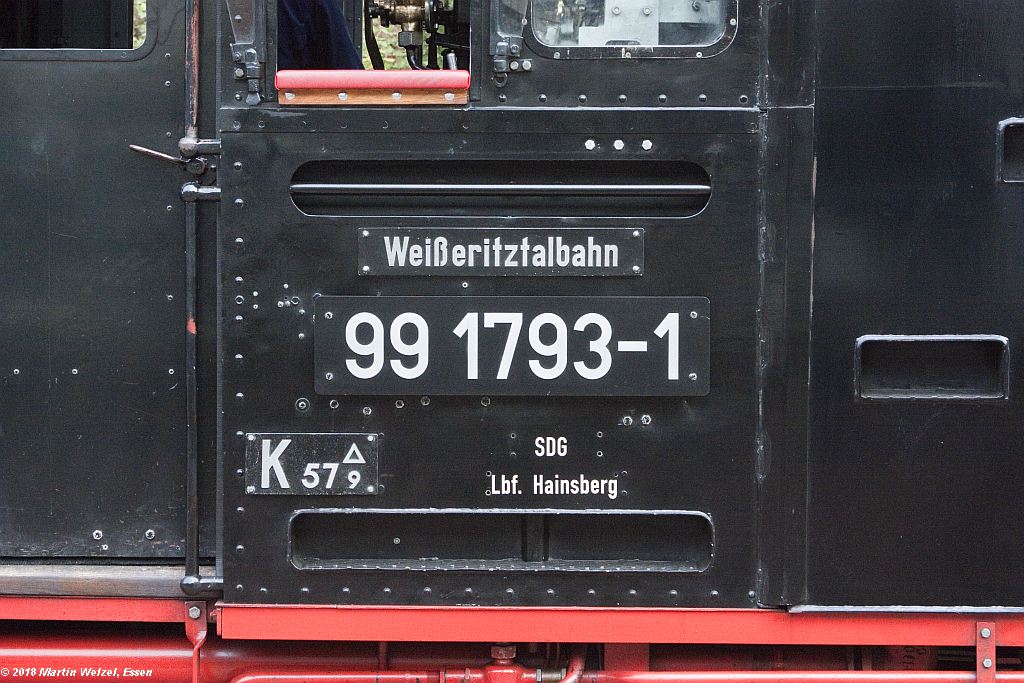 Weißeritztalbahn
99 1793-1
K 57 9
SDG
Lbf. Hainsberg
© 2018 Martin Welzel, Essen